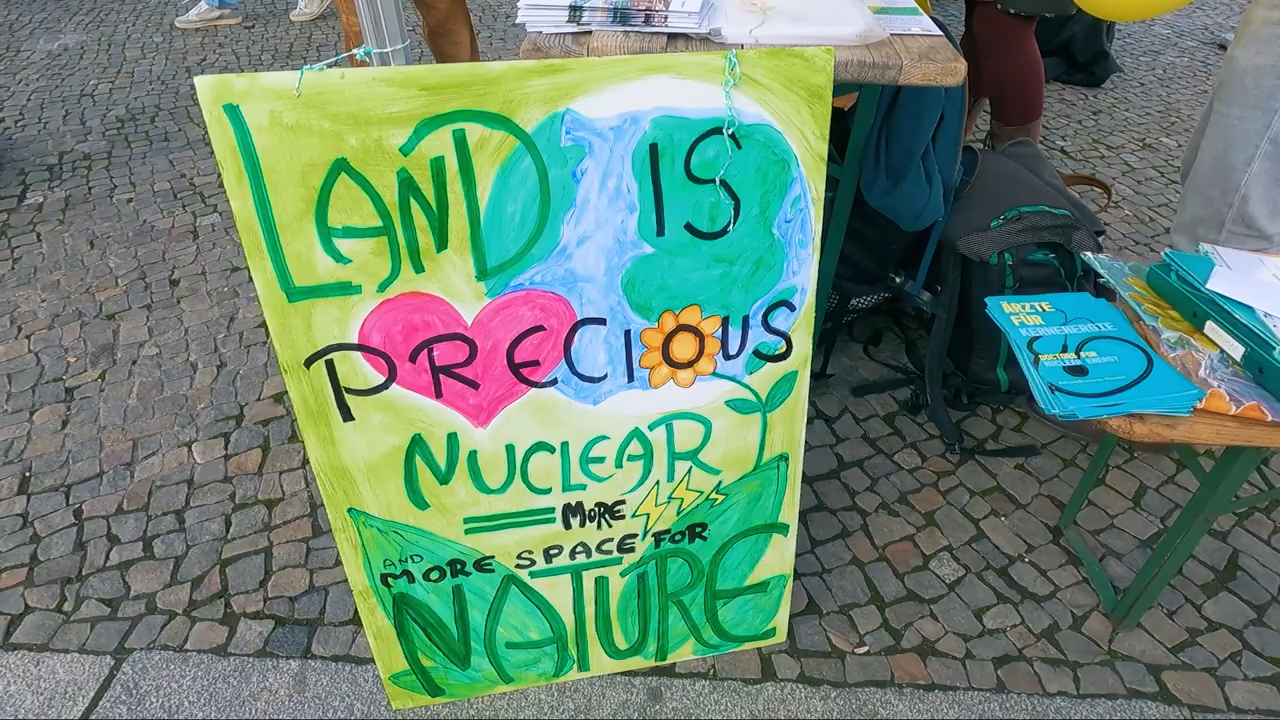 LAND IS
PRECIOUS
NUCLEAR
= MORE
AND
MORE SPACE FOR
NATURE
ÄRZTE
FÜR
KERNENERGIE
DOCTORS FOR
NUCLEAR ENERGY